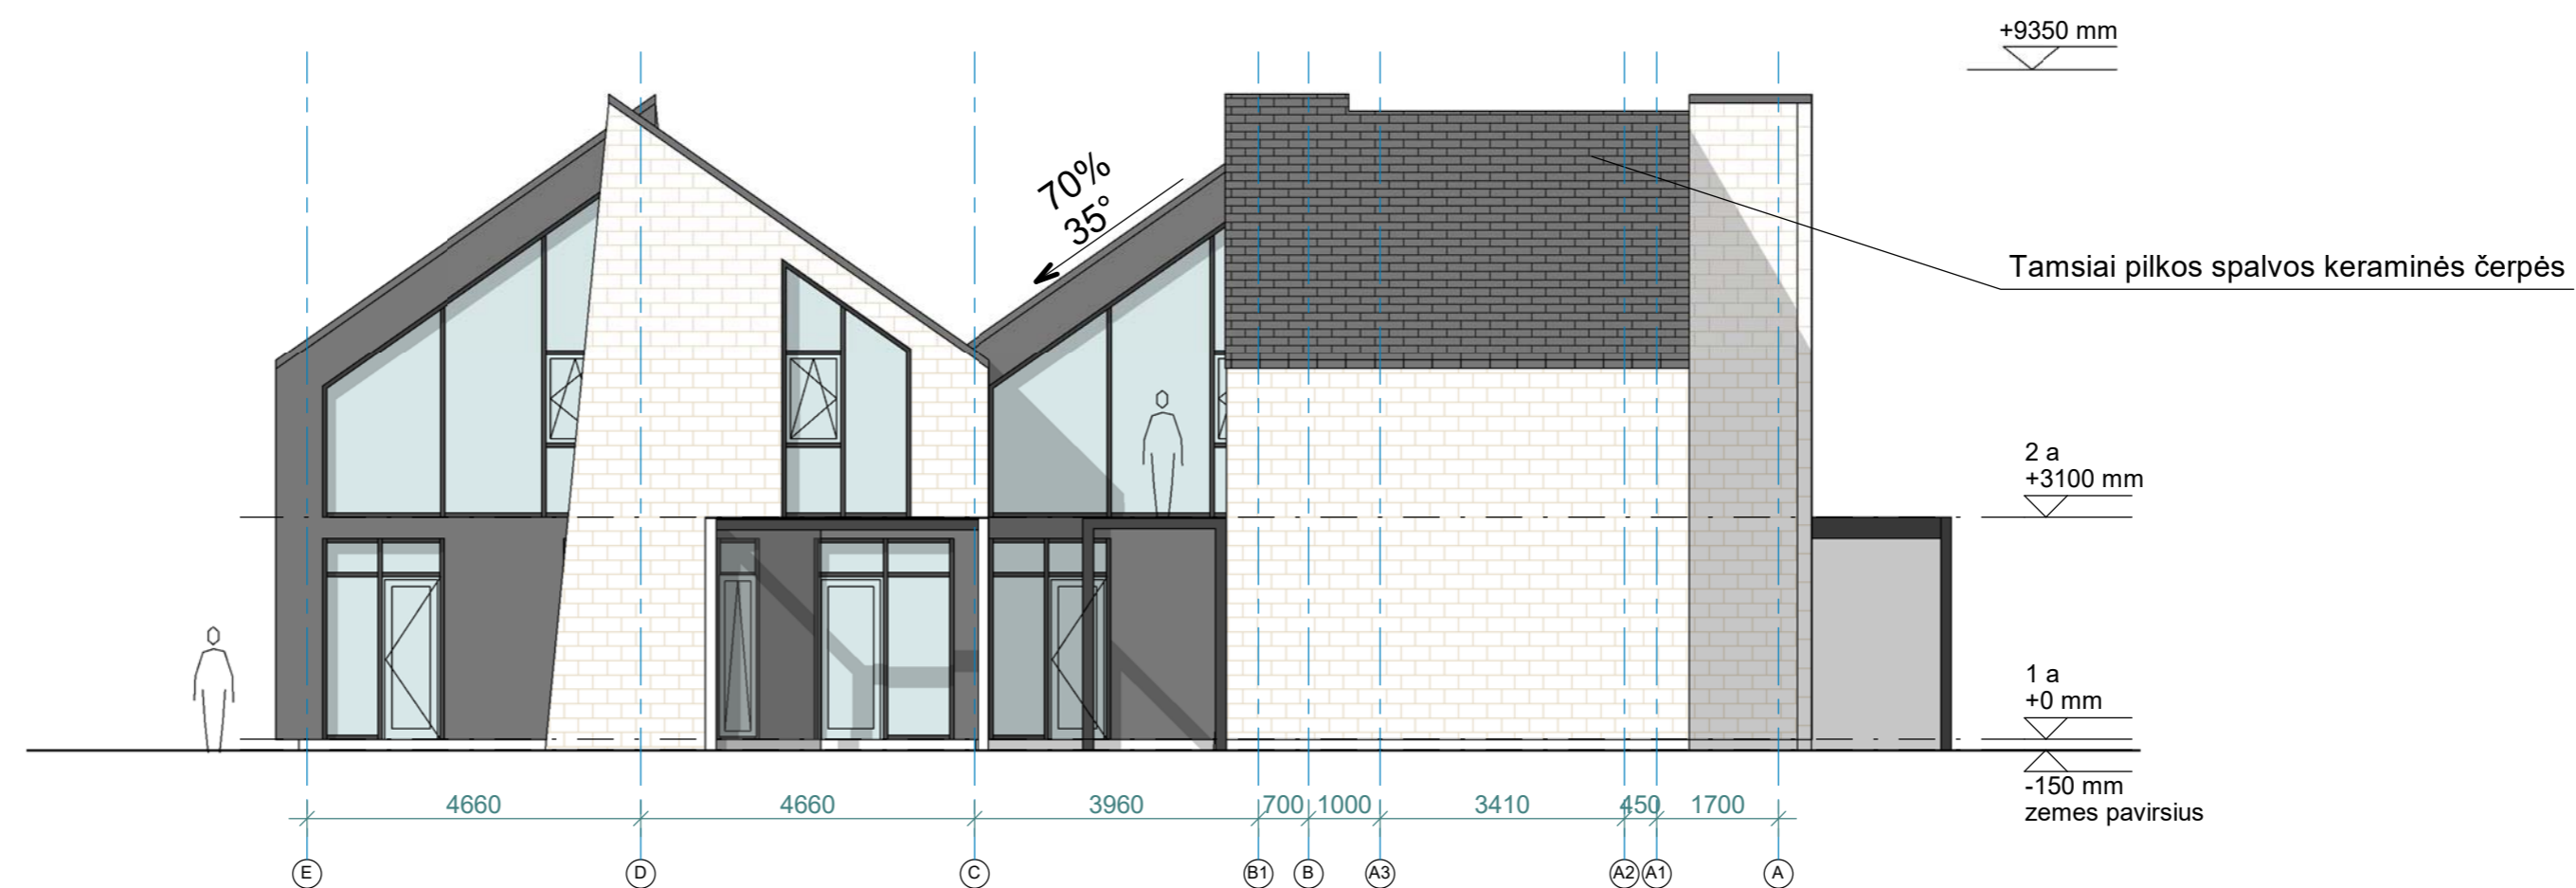 +9350 mm
70%
35°
Tamsiai pilkos spalvos keraminės čerpės
2 a
+3100 mm
1 a
+0 mm
-150 mm
zemes pavirsius
4660 4660 3960 700 1000 3410 450 1700
E D C B1 B A3 A2 A1 A